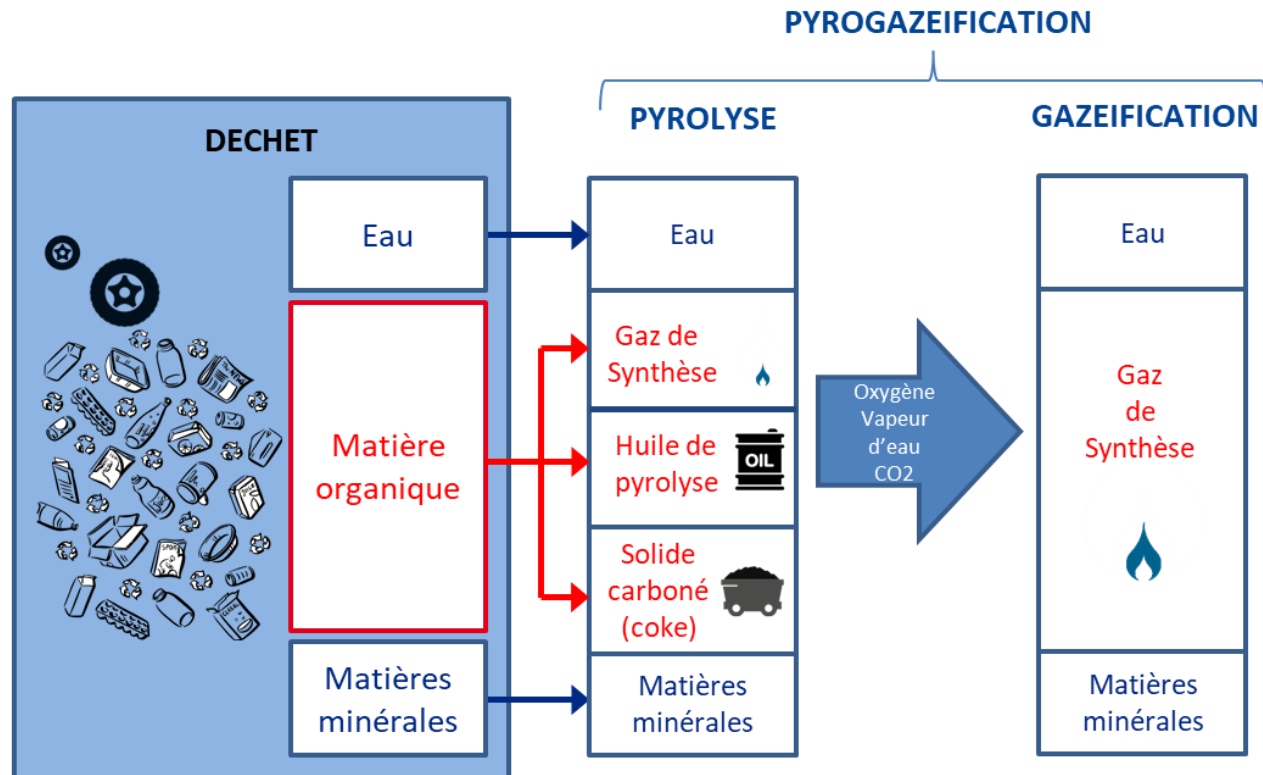 PYROGAZEIFICATION
PYROLYSE
GAZEIFICATION
DECHET
Eau
Matière
organique
Matières
minérales
Eau
Gaz de
Synthèse
Huile de
pyrolyse
OIL
Solide
carboné
(coke)
Matières
minérales
Oxygène
Vapeur
d’eau
CO2
Eau
Gaz
de
Synthèse
Matières
minérales